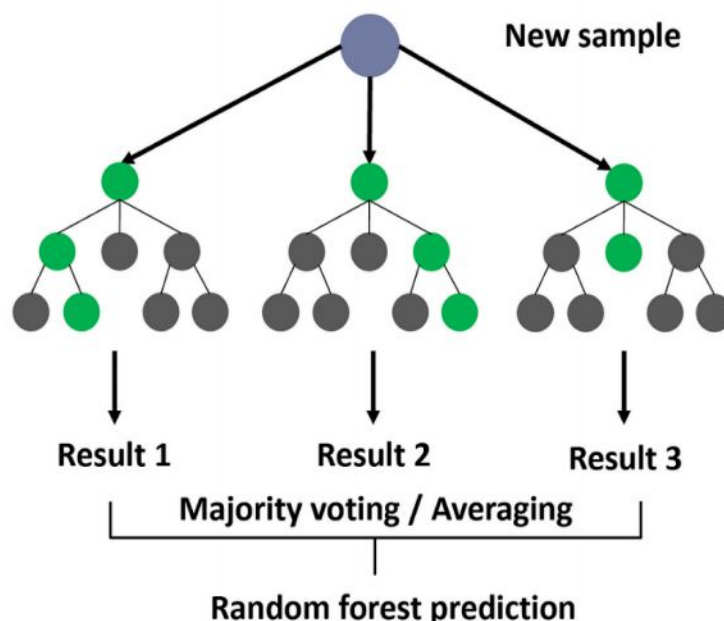 New sample
Result 1
Result 2
Result 3
Majority voting / Averaging
Random forest prediction